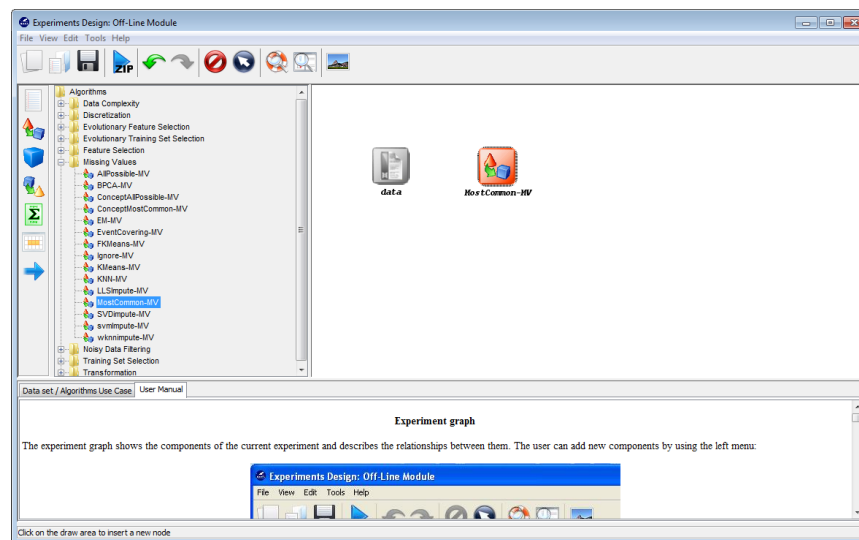 Experiments Design: Off-Line Module
File View Edit Tools Help
ZIP
Algorithms
Data Complexity
Discretization
Evolutionary Feature Selection
Evolutionary Training Set Selection
Feature Selection
Missing Values
AllPossible-MV
BPCA-MV
ConceptAllPossible-MV
ConceptMostCommon-MV
EM-MV
EventCovering-MV
FKMeans-MV
Ignore-MV
KMeans-MV
KNN-MV
LLSImpute-MV
MostCommon-MV
SVDimpute-MV
svmImpute-MV
wknnimpute-MV
Noisy Data Filtering
Training Set Selection
Transformation
data
MostCommon-MV
Data set / Algorithms Use Case User Manual
Experiment graph
The experiment graph shows the components of the current experiment and describes the relationships between them. The user can add new components by using the left menu:
Experiments Design: Off-Line Module
File View Edit Tools Help
Click on the draw area to insert a new node